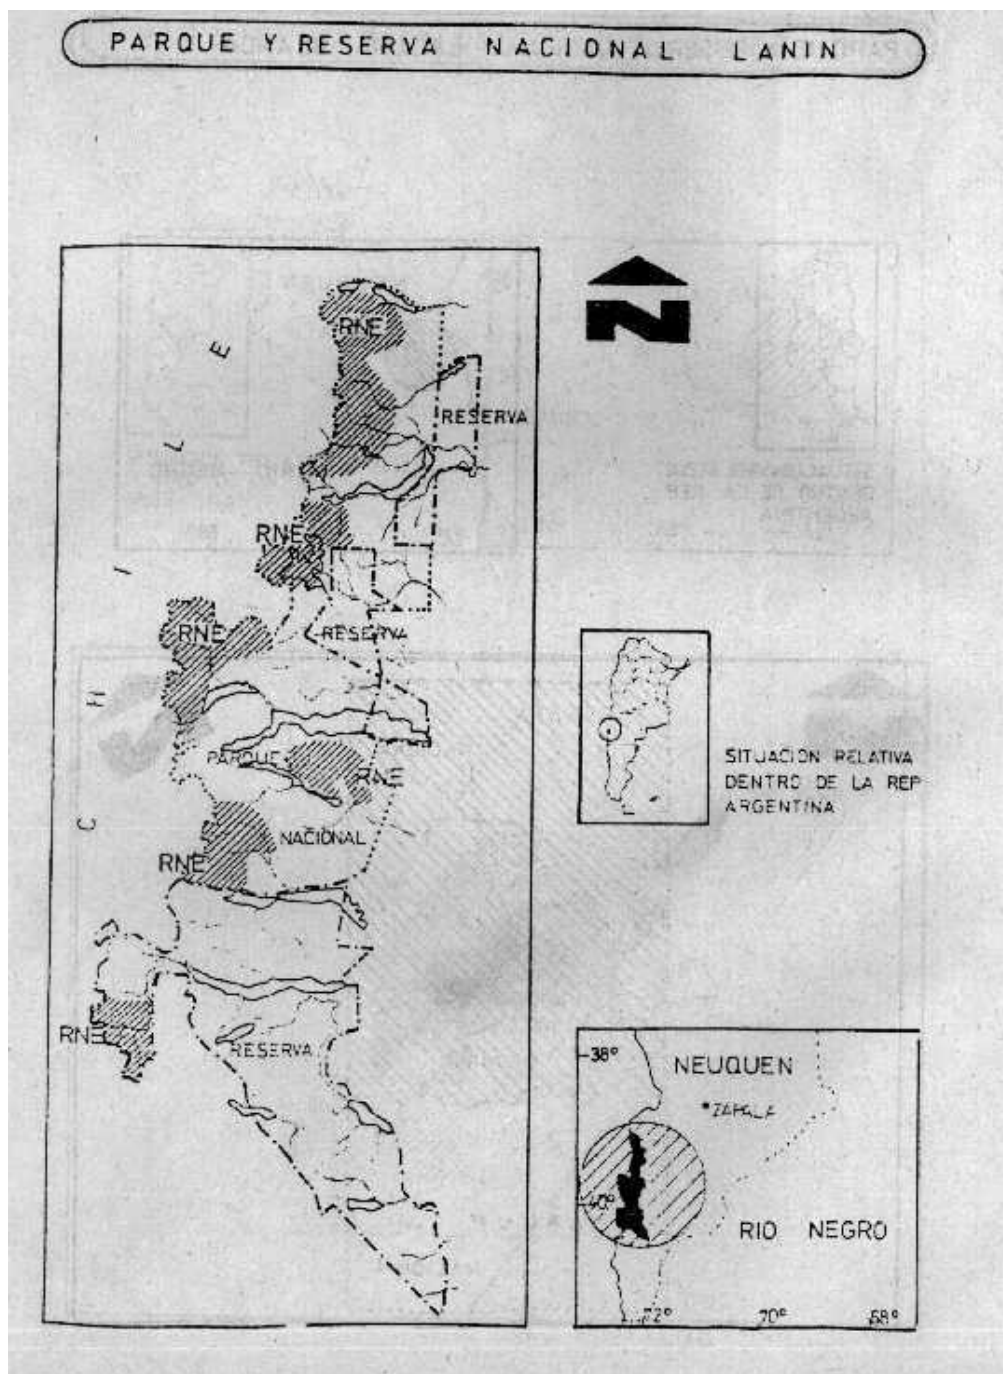 PARQUE Y RESERVA NACIONAL LANIN
N
RNE
RESERVA
RNE
RNE
RESERVA
CHILE
PARQUE
RNE
NACIONAL
RNE
RNE
RESERVA
SITUACION RELATIVA
DENTRO DE LA REP
ARGENTINA
38°
NEUQUEN
ZAPALA
40°
RIO NEGRO
72°
70°
68°